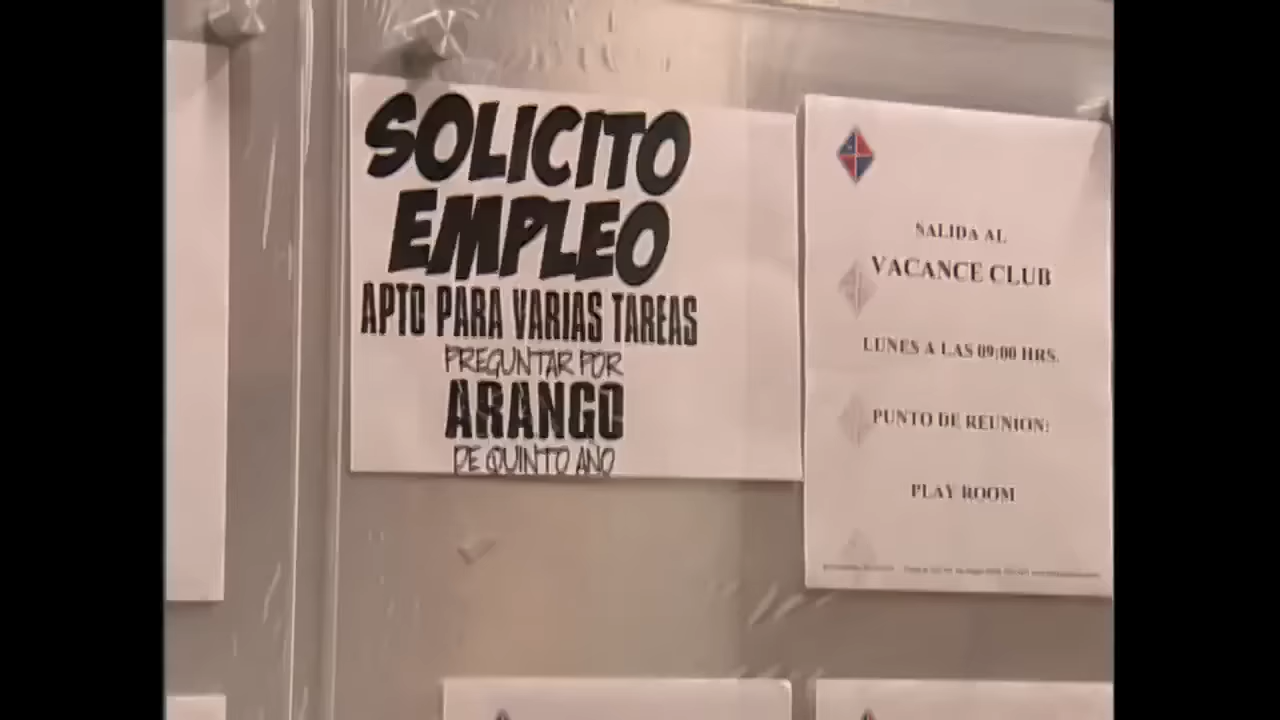 SOLICITO
EMPLEO
APTO PARA VARIAS TAREAS
PREGUNTAR POR
ARANGO
DE QUINTO AÑO
SALIDA AL
VACANCE CLUB
LUNES A LAS 09:00 HRS.
PUNTO DE REUNION:
PLAY ROOM